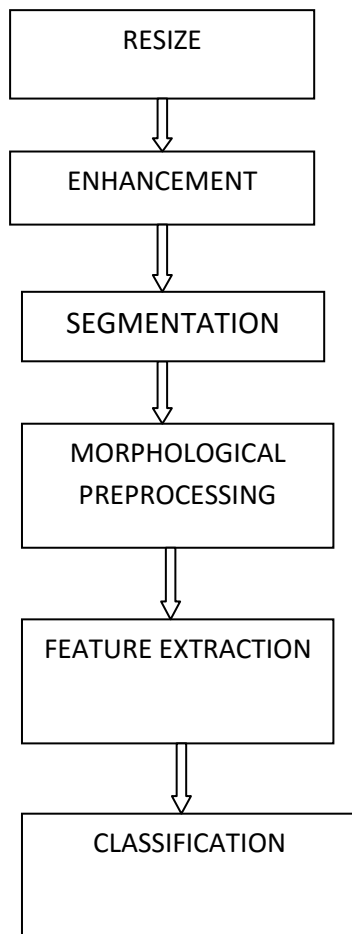 RESIZE
ENHANCEMENT
SEGMENTATION
MORPHOLOGICAL
PREPROCESSING
FEATURE EXTRACTION
CLASSIFICATION